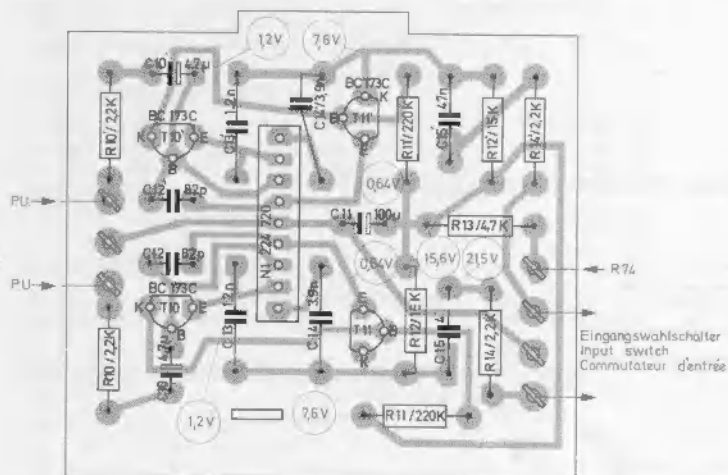 1,2V
7,6V
C10
4,7µ
BC 173C
K T10' E
B
R10'/2,2K
1,2n
C13'
C14'/3,9n
BC 173C
K
B T11'
R11'/220K
47n
C15'
R12'/15K
R14'/2,2K
C12
82p
PU
0,64V
N1 224 726
C11
100µ
R13/4,7K
C12
82p
0,64V
15,6V
21,5V
R74
PU
BC 173C
K T10 E
B
1,2n
C13
3,9n
C14
E
T11 B
K
R12/15K
C15
R14/2,2K
R10/2,2K
4,7µ
Eingangswahlschalter
Input switch
Commutateur d'entrée
1,2V
7,6V
R11/220K